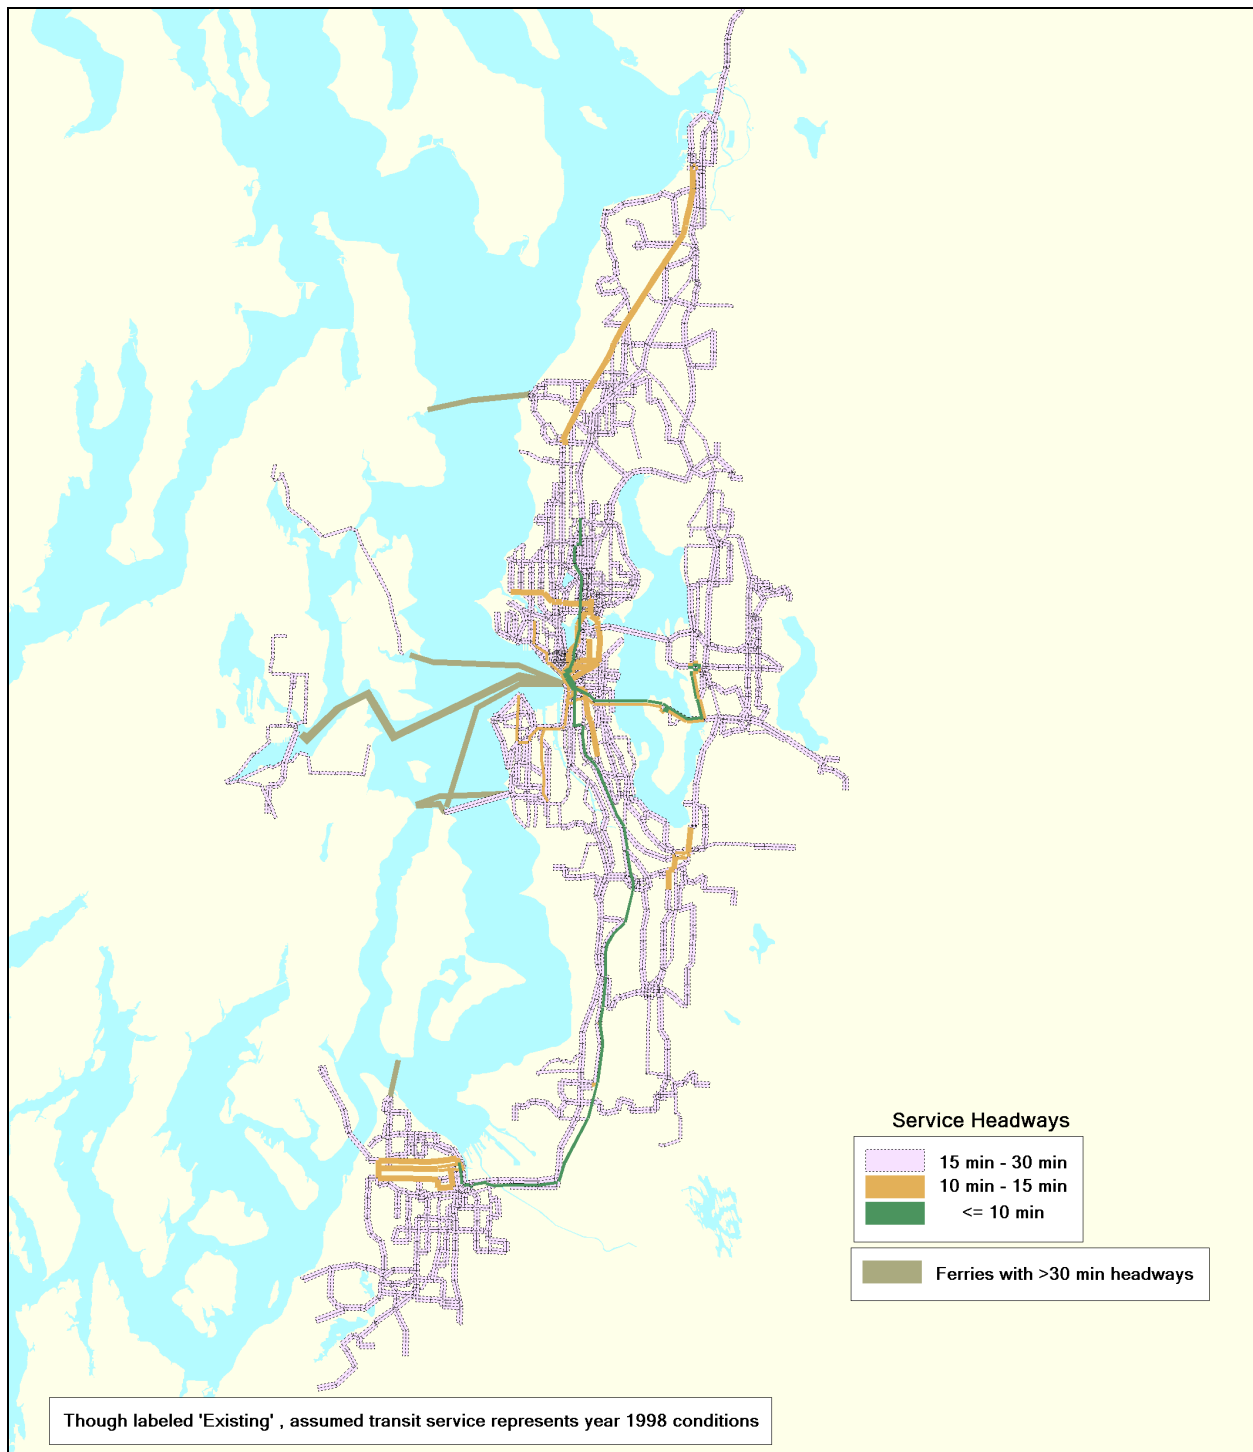 Service Headways
15 min - 30 min
10 min - 15 min
<= 10 min
Ferries with >30 min headways
Though labeled 'Existing' , assumed transit service represents year 1998 conditions